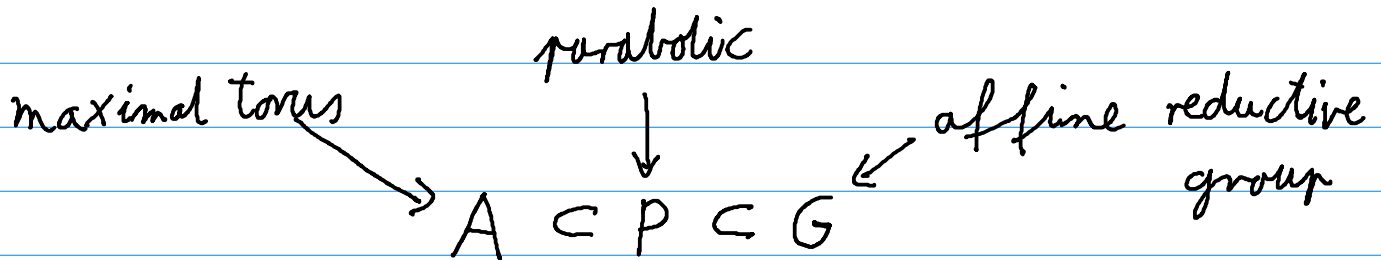 parabolic
maximal torus
affine reductive
group
A ⊂ P ⊂ G